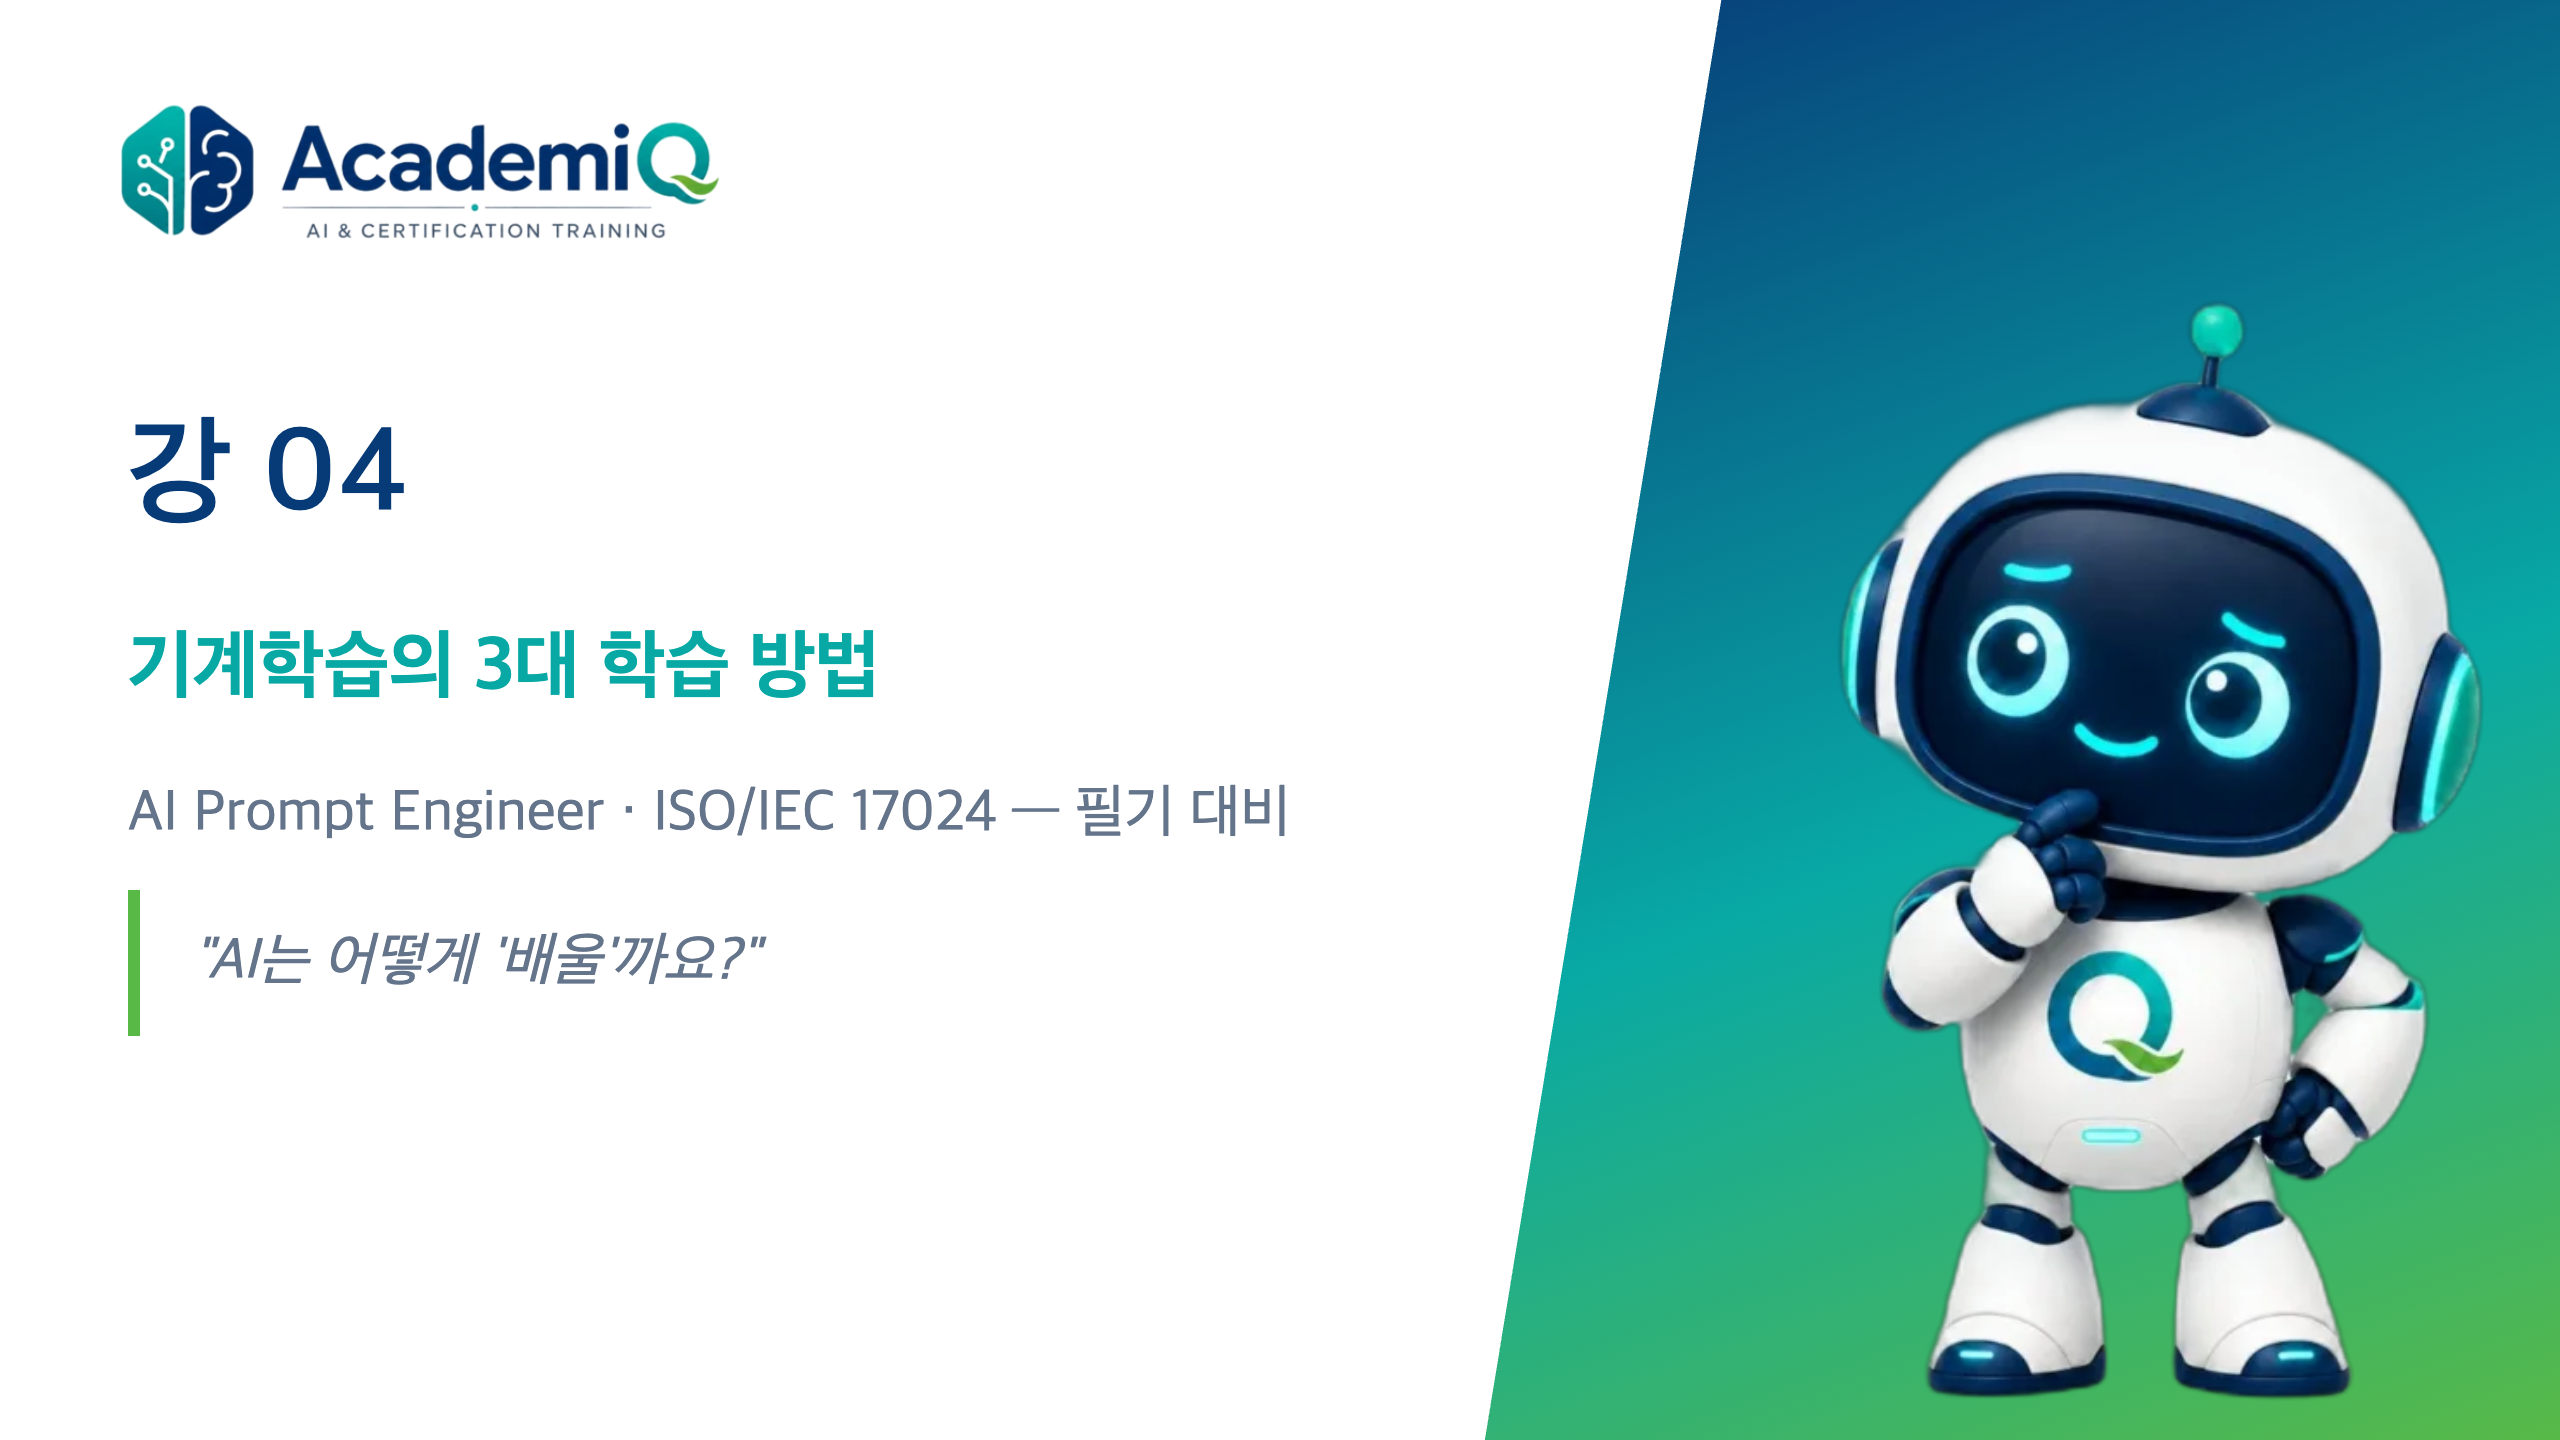 AcademiQ
AI & CERTIFICATION TRAINING
강 04
기계학습의 3대 학습 방법
AI Prompt Engineer · ISO/IEC 17024 — 필기 대비
"AI는 어떻게 '배울'까요?"
Q